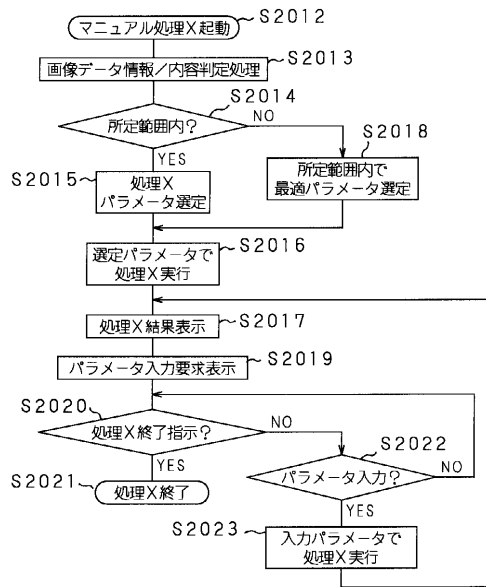 マニュアル処理X起動
S2012
画像データ情報/内容判定処理
S2013
所定範囲内?
S2014
NO
YES
S2018
所定範囲内で
最適パラメータ選定
S2015
処理X
パラメータ選定
S2016
選定パラメータで
処理X実行
処理X結果表示
S2017
パラメータ入力要求表示
S2019
S2020
処理X終了指示?
NO
YES
S2022
パラメータ入力?
NO
YES
S2021
処理X終了
S2023
入力パラメータで
処理X実行